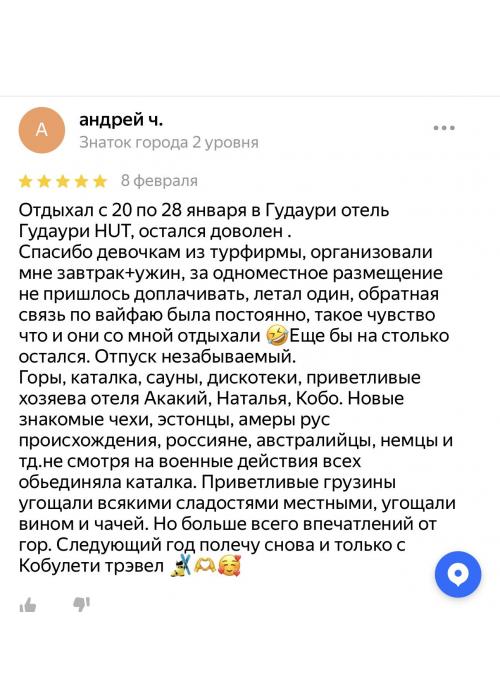 А
андрей ч.
Знаток города 2 уровня
8 февраля
Отдыхал с 20 по 28 января в Гудаури отель
Гудаури HUT, остался доволен .
Спасибо девочкам из турфирмы, организовали
мне завтрак+ужин, за одноместное размещение
не пришлось доплачивать, летал один, обратная
связь по вайфаю была постоянно, такое чувство
что и они со мной отдыхали 🤣Еще бы на столько
остался. Отпуск незабываемый.
Горы, каталка, сауны, дискотеки, приветливые
хозяева отеля Акакий, Наталья, Кобо. Новые
знакомые чехи, эстонцы, амеры рус
происхождения, россияне, австралийцы, немцы и
тд.не смотря на военные действия всех
обьединяла каталка. Приветливые грузины
угощали всякими сладостями местными, угощали
вином и чачей. Но больше всего впечатлений от
гор. Следующий год полечу снова и только с
Кобулети трэвел ⛷️🫶🥰